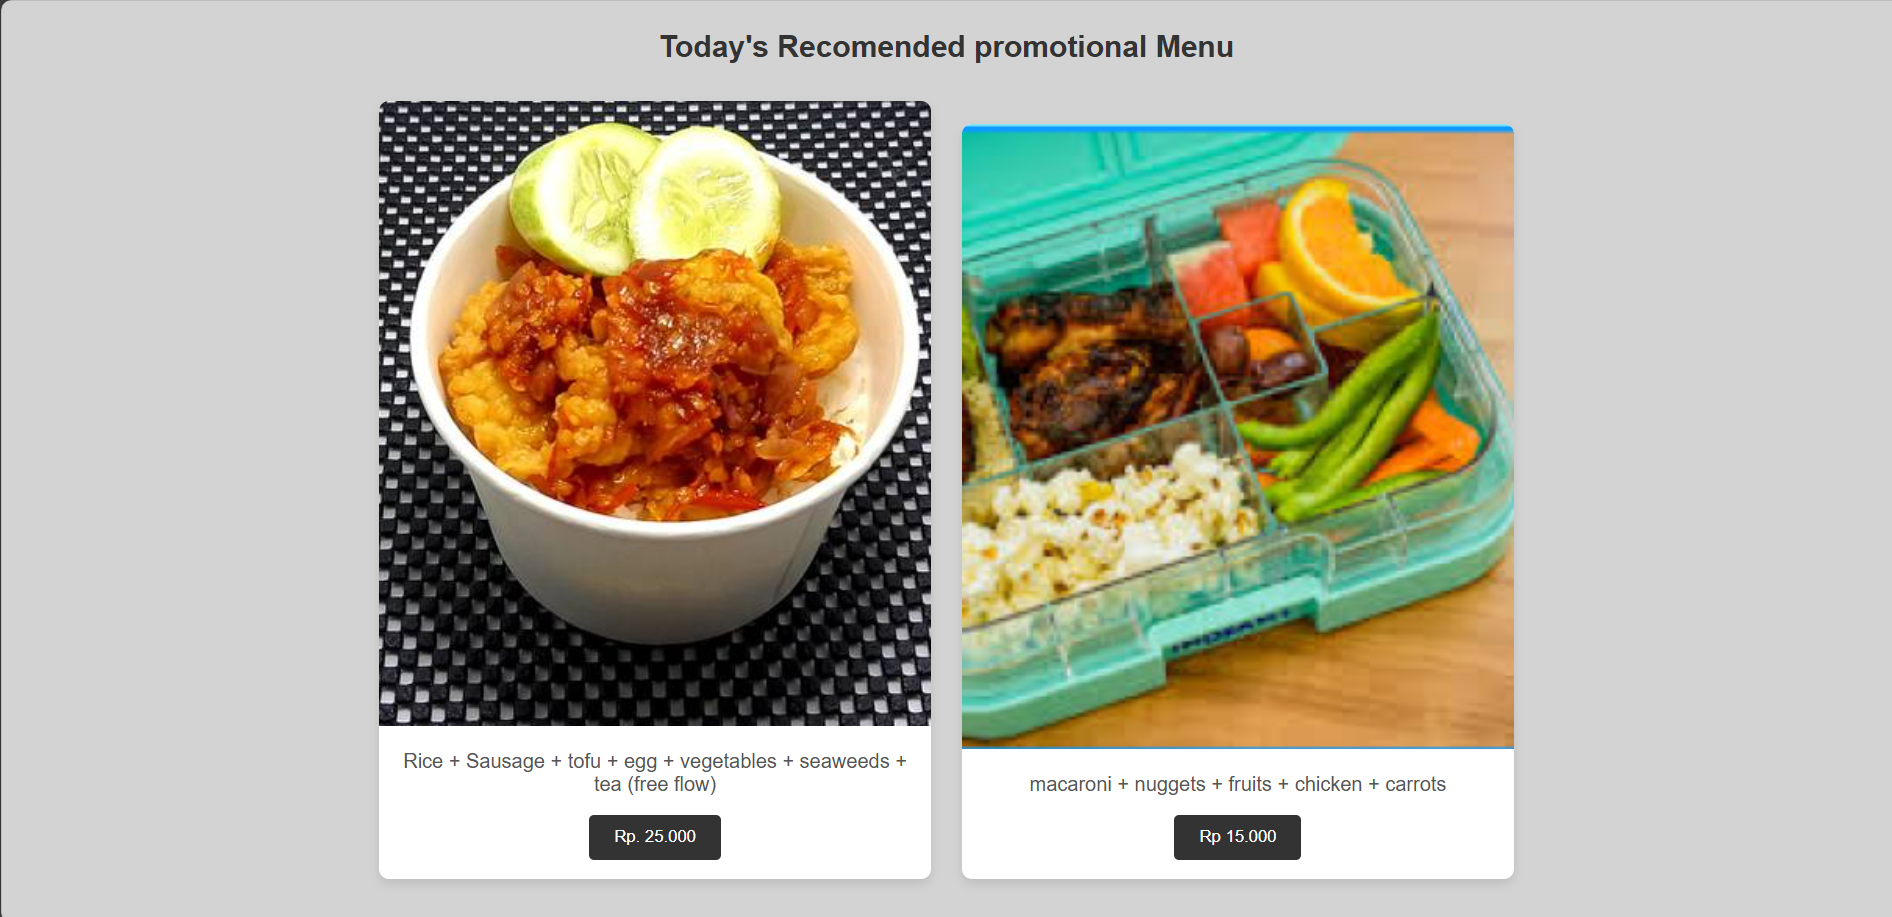 Today's Recomended promotional Menu
Rice + Sausage + tofu + egg + vegetables + seaweeds +
tea (free flow)
Rp. 25.000
macaroni + nuggets + fruits + chicken + carrots
Rp 15.000